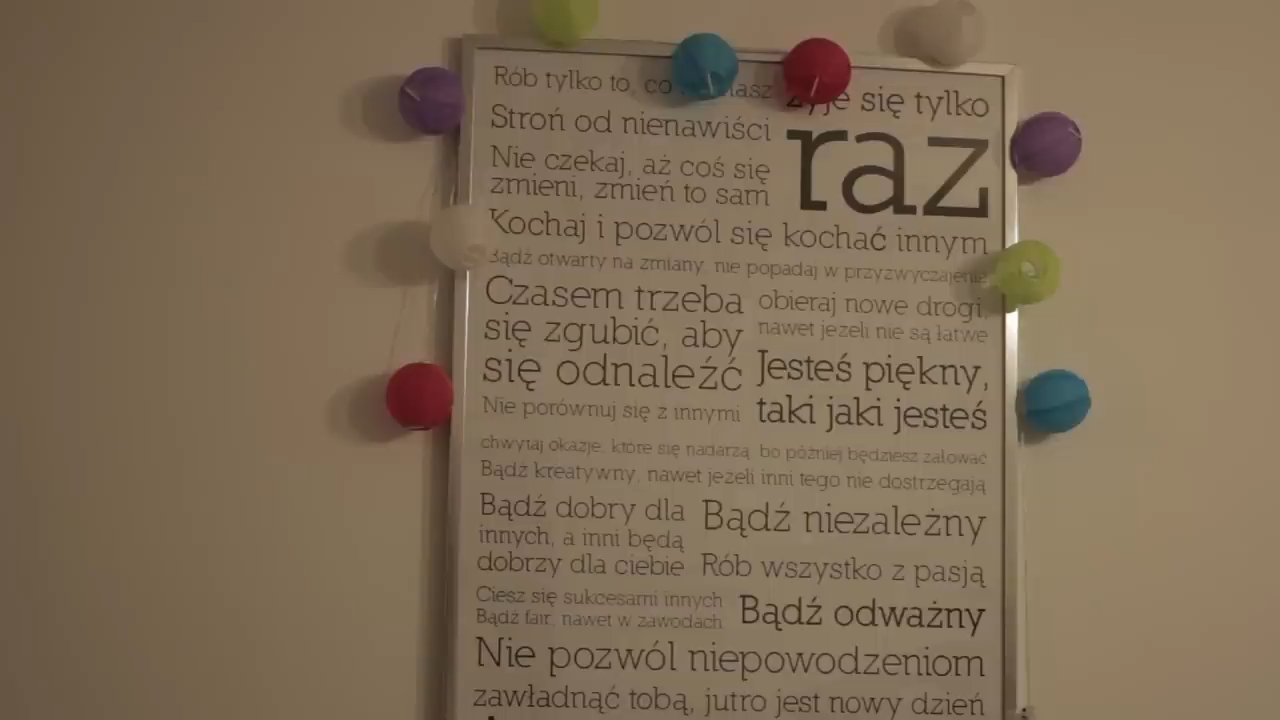 Rób tylko to, co
się tylko
raz
Stroń od nienawiści
Nie czekaj, aż coś się
zmieni, zmień to sam
Kochaj i pozwól się kochać innym
Bądź otwarty na zmiany, nie popadaj w przyzwyczajenie
Czasem trzeba
się zgubić, aby
się odnaleźć
obieraj nowe drogi,
nawet jeżeli nie są łatwe
Nie porównuj się z innymi
Jesteś piękny,
taki jaki jesteś
chwytaj okazje, które się nadarzą, bo później będziesz żałować
Bądź kreatywny, nawet jeżeli inni tego nie dostrzegają
Bądź dobry dla
innych, a inni będą
dobrzy dla ciebie
Bądź niezależny
Rób wszystko z pasją
Ciesz się sukcesami innych
Bądź fair, nawet w zawodach
Bądź odważny
Nie pozwól niepowodzeniom
zawładnąć tobą, jutro jest nowy dzień